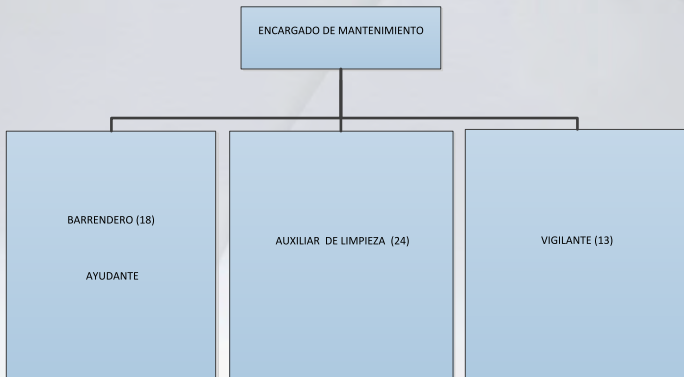 ENCARGADO DE MANTENIMIENTO
BARRENDERO (18)
AYUDANTE
AUXILIAR DE LIMPIEZA (24)
VIGILANTE (13)